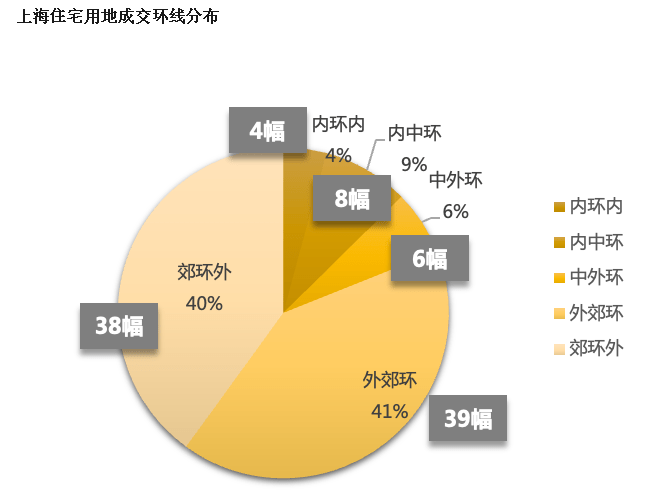 上海住宅用地成交环线分布
4幅
内环内
4%
内中环
9%
8幅
中外环
6%
6幅
郊环外
40%
38幅
外郊环
41%
39幅
内环内
内中环
中外环
外郊环
郊环外